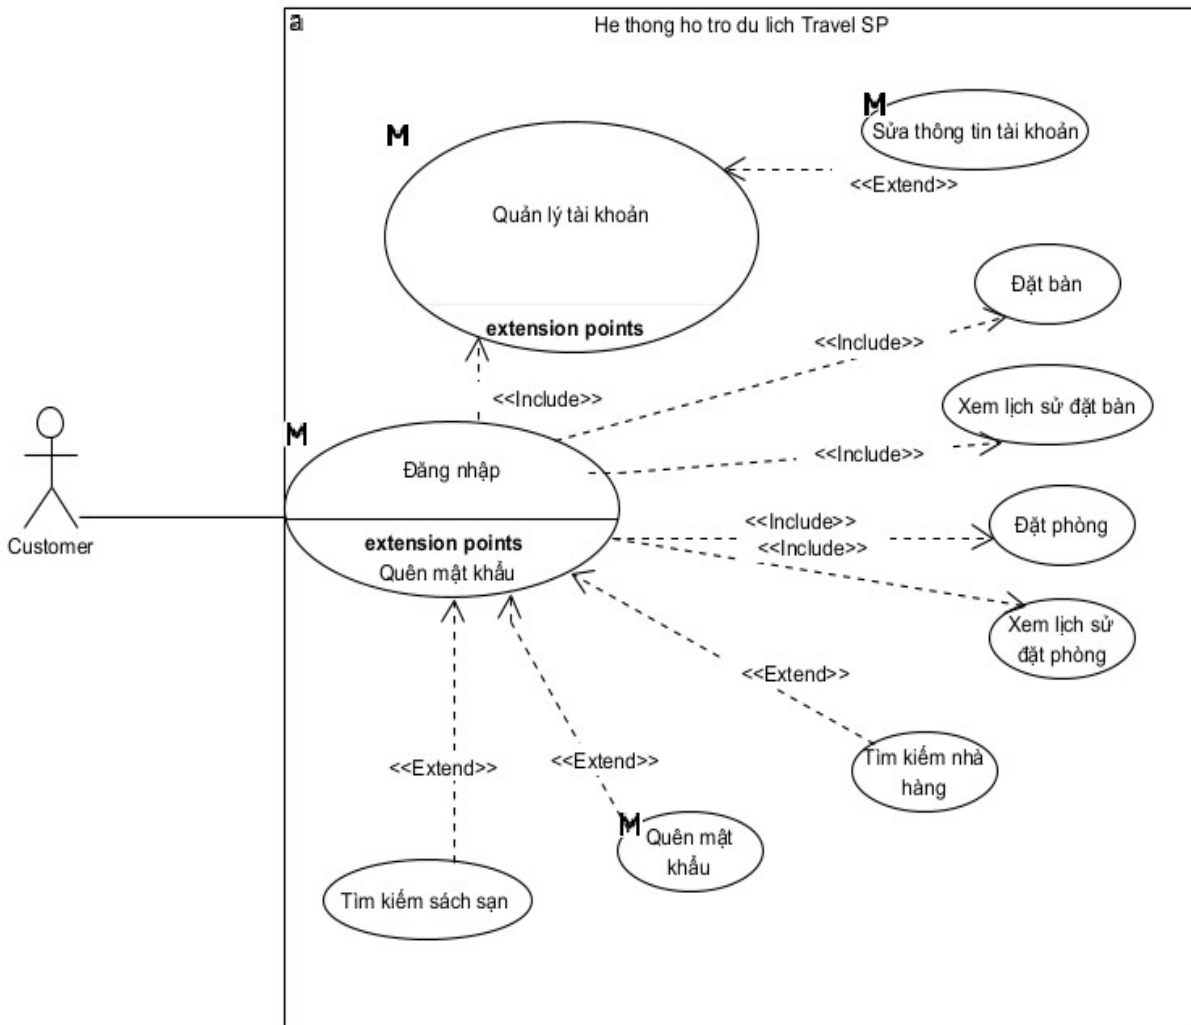 a
He thong ho tro du lich Travel SP
M
Sửa thông tin tài khoản
M
<<Extend>>
Quản lý tài khoản
Đặt bàn
extension points
<<Include>>
<<Include>>
Xem lịch sử đặt bàn
M
<<Include>>
Đăng nhập
Đặt phòng
<<Include>>
<<Include>>
Customer
extension points
Quên mật khẩu
Xem lịch sử
đặt phòng
<<Extend>>
Tìm kiếm nhà
hàng
<<Extend>>
<<Extend>>
M
Quên mật
khẩu
Tìm kiếm sách sạn